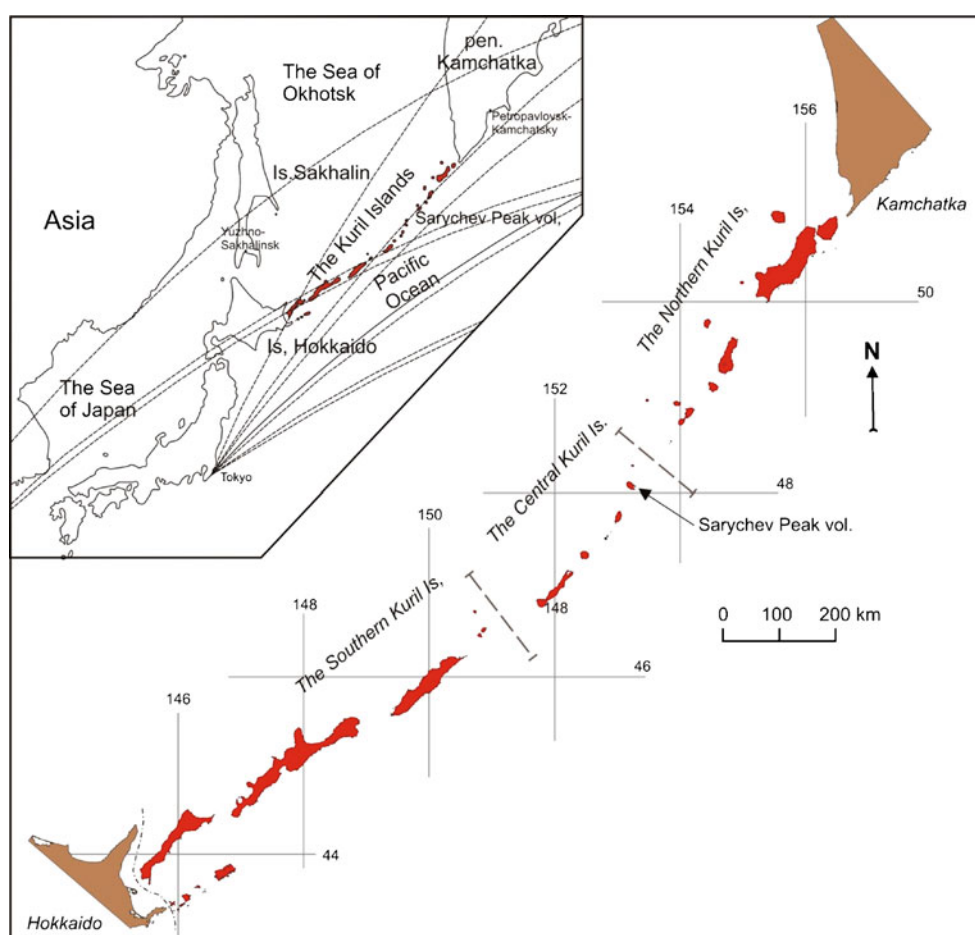 pen.
Kamchatka
The Sea of
Okhotsk
Petropavlovsk-
Kamchatsky
Is.Sakhalin
The Kuril Islands
Asia
Sarychev Peak vol,
Yuzhno-
Sakhalinsk
Pacific
Ocean
Is, Hokkaido
The Sea
of Japan
Tokyo
156
Kamchatka
154
The Northern Kuril Is,
50
N
152
The Central Kuril Is.
48
Sarychev Peak vol.
150
148
148
The Southern Kuril Is,
0 100 200 km
46
146
44
Hokkaido